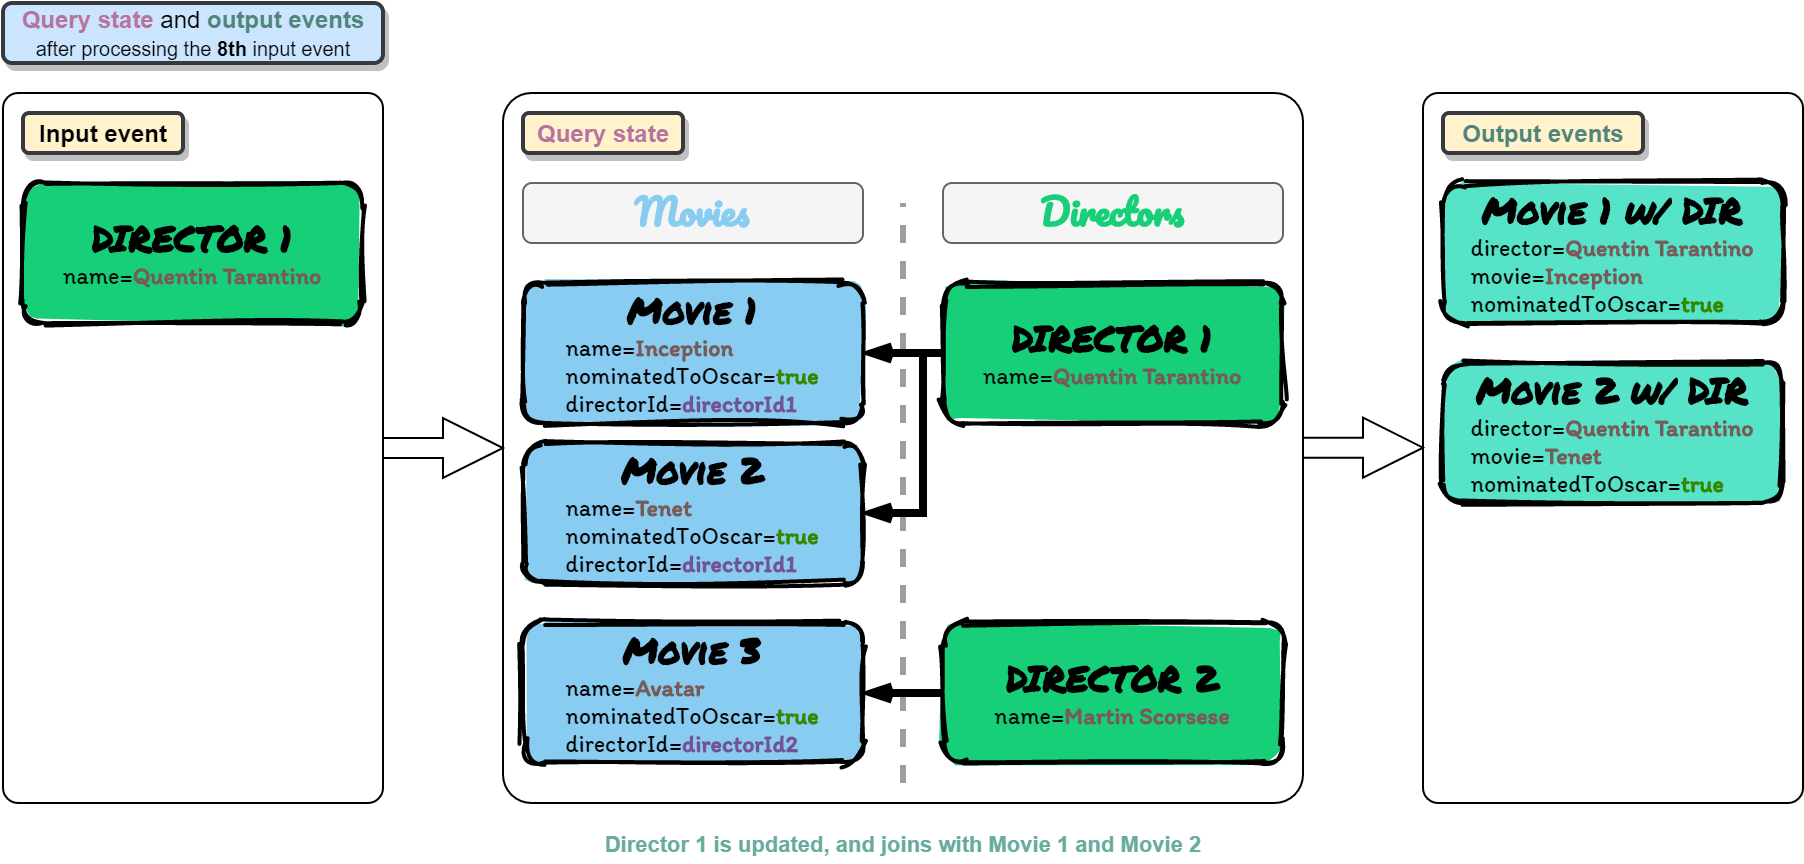 Query state and output events
after processing the 8th input event
Input event
DIRECTOR 1
name=Quentin Tarantino
Query state
Movies
Directors
MOVIE 1
name=Inception
nominatedToOscar=true
directorId=directorId1
MOVIE 2
name=Tenet
nominatedToOscar=true
directorId=directorId1
MOVIE 3
name=Avatar
nominatedToOscar=true
directorId=directorId2
DIRECTOR 1
name=Quentin Tarantino
DIRECTOR 2
name=Martin Scorsese
Output events
MOVIE 1 w/ DIR
director=Quentin Tarantino
movie=Inception
nominatedToOscar=true
MOVIE 2 w/ DIR
director=Quentin Tarantino
movie=Tenet
nominatedToOscar=true
Director 1 is updated, and joins with Movie 1 and Movie 2